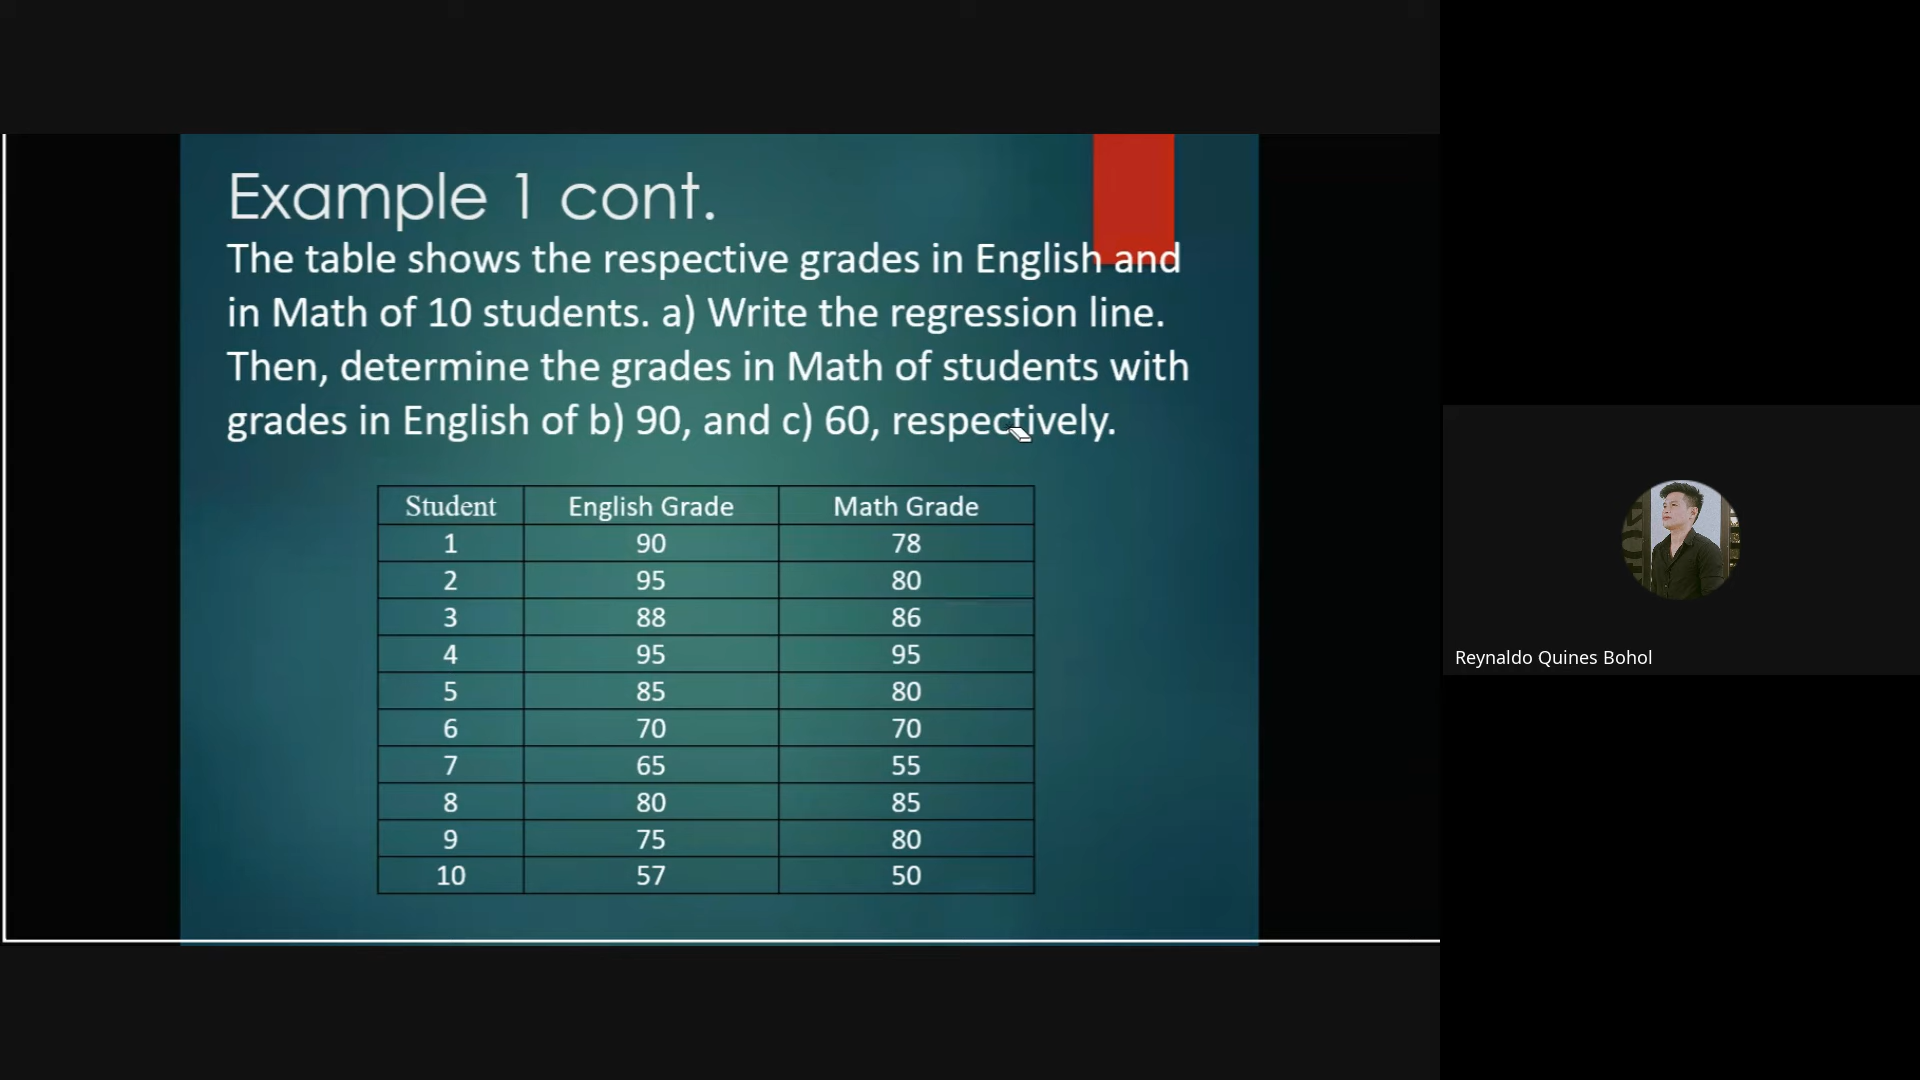 Example 1 cont.
The table shows the respective grades in English and
in Math of 10 students. a) Write the regression line.
Then, determine the grades in Math of students with
grades in English of b) 90, and c) 60, respectively.
Student English Grade Math Grade
1 90 78
2 95 80
3 88 86
4 95 95
5 85 80
6 70 70
7 65 55
8 80 85
9 75 80
10 57 50
Reynaldo Quines Bohol